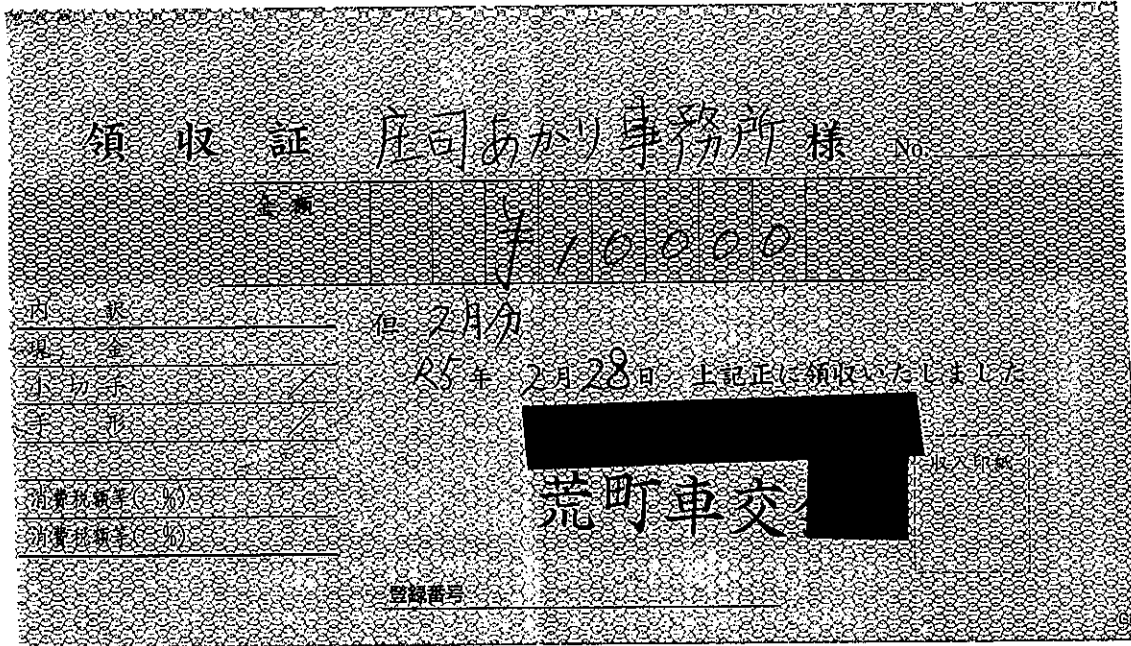 領収証 庄司あかり事務所 様 No.
金額 ¥10000
但 2月分
R5年 2月28日 上記正に領収いたしました
内訳
現金
小切手
手形
消費税額等( %)
消費税額等( %)
荒町車交
収入印紙
登録番号